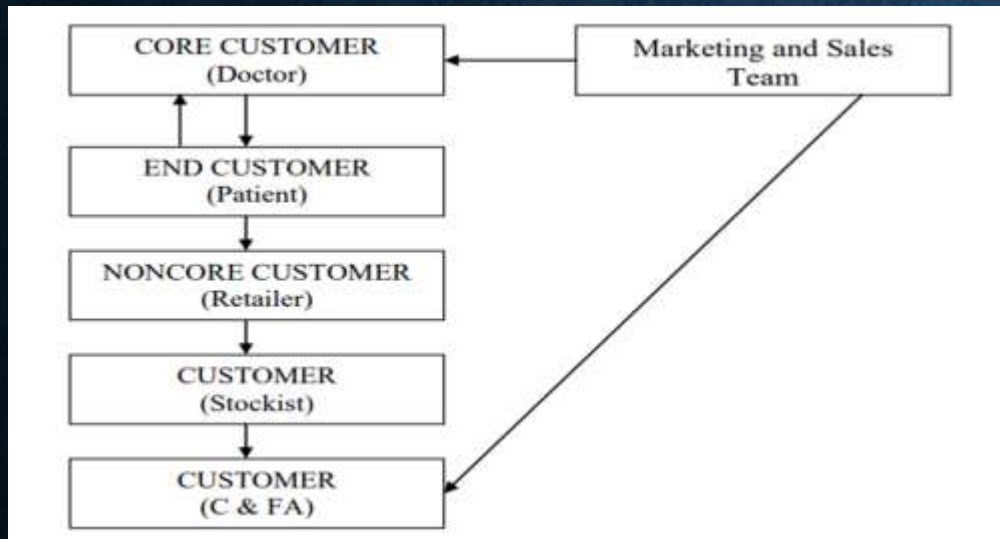 CORE CUSTOMER
(Doctor)
Marketing and Sales
Team
END CUSTOMER
(Patient)
NONCORE CUSTOMER
(Retailer)
CUSTOMER
(Stockist)
CUSTOMER
(C & FA)